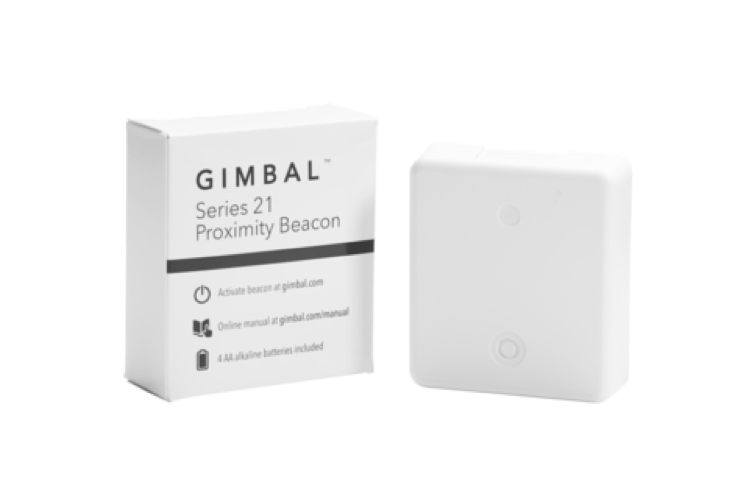 GIMBAL™
Series 21
Proximity Beacon
Activate beacon at gimbal.com
Online manual at gimbal.com/manual
4 AA alkaline batteries included